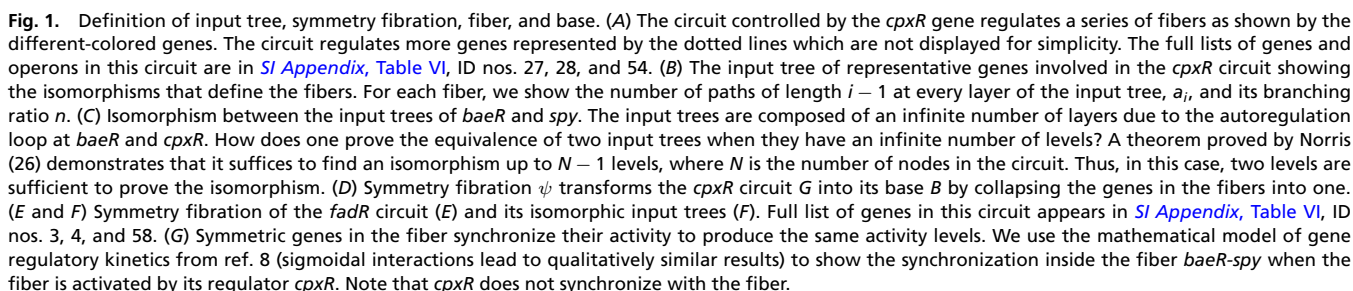 Fig. 1. Definition of input tree, symmetry fibration, fiber, and base. (A) The circuit controlled by the cpxR gene regulates a series of fibers as shown by the
different-colored genes. The circuit regulates more genes represented by the dotted lines which are not displayed for simplicity. The full lists of genes and
operons in this circuit are in SI Appendix, Table VI, ID nos. 27, 28, and 54. (B) The input tree of representative genes involved in the cpxR circuit showing
the isomorphisms that define the fibers. For each fiber, we show the number of paths of length i − 1 at every layer of the input tree, aᵢ, and its branching
ratio n. (C) Isomorphism between the input trees of baeR and spy. The input trees are composed of an infinite number of layers due to the autoregulation
loop at baeR and cpxR. How does one prove the equivalence of two input trees when they have an infinite number of levels? A theorem proved by Norris
(26) demonstrates that it suffices to find an isomorphism up to N − 1 levels, where N is the number of nodes in the circuit. Thus, in this case, two levels are
sufficient to prove the isomorphism. (D) Symmetry fibration ψ transforms the cpxR circuit G into its base B by collapsing the genes in the fibers into one.
(E and F) Symmetry fibration of the fadR circuit (E) and its isomorphic input trees (F). Full list of genes in this circuit appears in SI Appendix, Table VI, ID
nos. 3, 4, and 58. (G) Symmetric genes in the fiber synchronize their activity to produce the same activity levels. We use the mathematical model of gene
regulatory kinetics from ref. 8 (sigmoidal interactions lead to qualitatively similar results) to show the synchronization inside the fiber baeR-spy when the
fiber is activated by its regulator cpxR. Note that cpxR does not synchronize with the fiber.